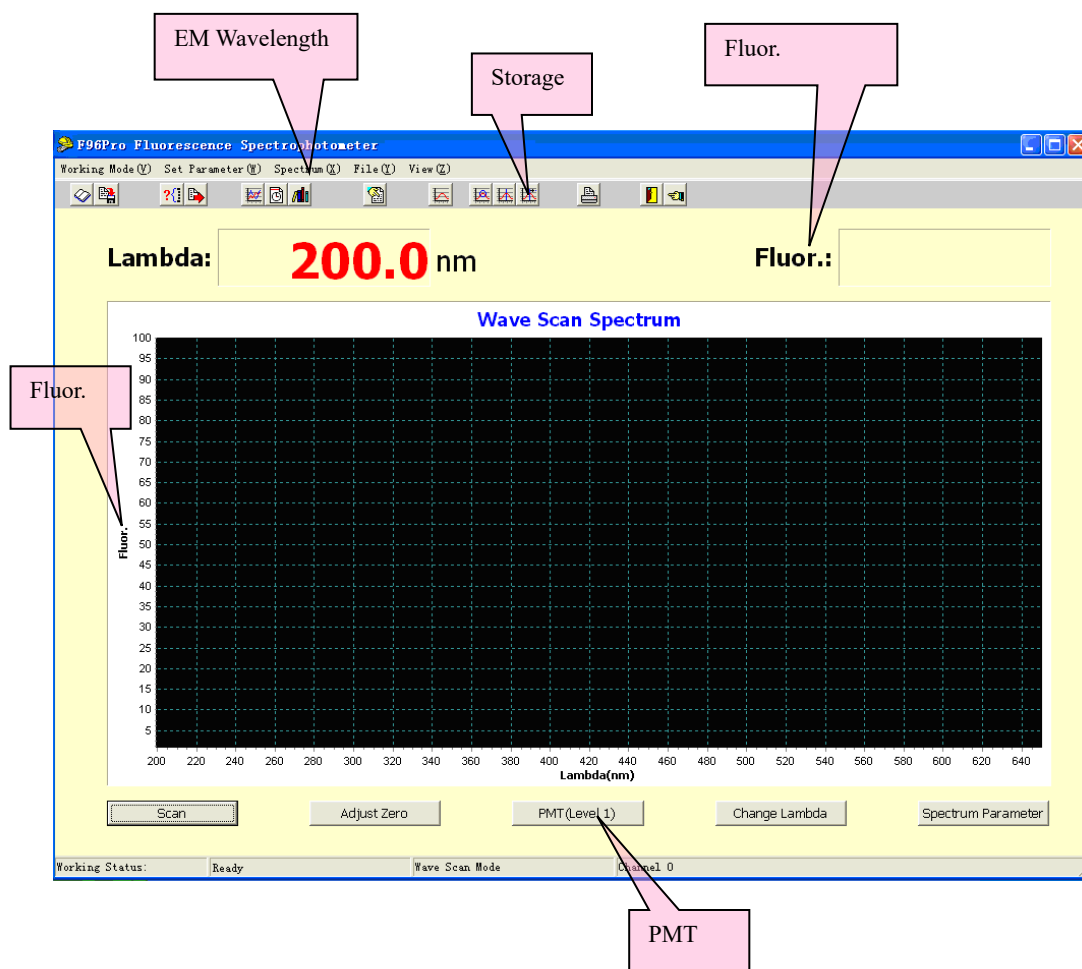 EM Wavelength
Fluor.
Storage
F96Pro Fluorescence Spectrophotometer
Working Mode(V) Set Parameter(W) Spectrum(X) File(Y) View(Z)
Lambda: 200.0 nm Fluor.:
Wave Scan Spectrum
Fluor.
100
95
90
85
80
75
70
65
60
55
50
45
40
35
30
25
20
15
10
5
Fluor.
200 220 240 260 280 300 320 340 360 380 400 420 440 460 480 500 520 540 560 580 600 620 640
Lambda(nm)
Scan Adjust Zero PMT(Level 1) Change Lambda Spectrum Parameter
Working Status: Ready Wave Scan Mode Channel 0
PMT